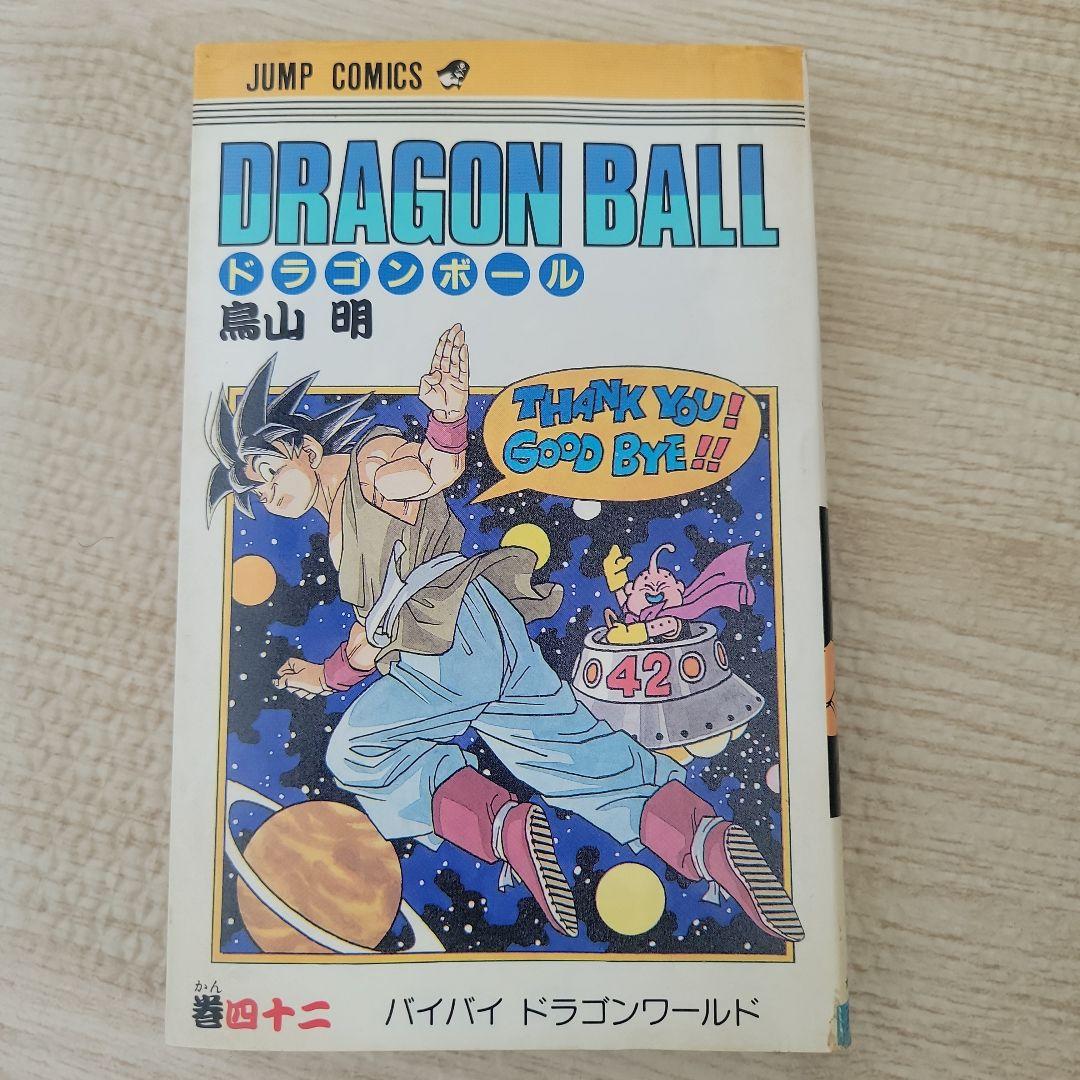 JUMP COMICS
DRAGON BALL
ドラゴンボール
鳥山 明
THANK YOU!
GOOD BYE!!
42
かん
巻四十二
バイバイ ドラゴンワールド